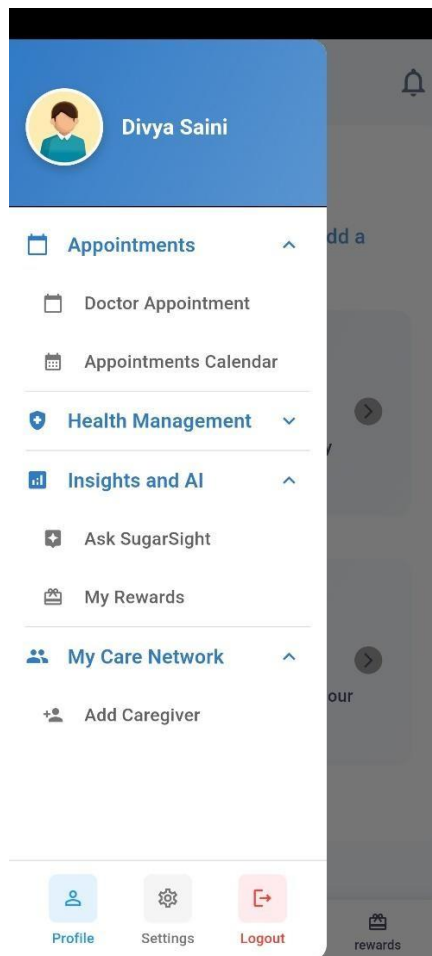 Divya Saini
Appointments
dd a
Doctor Appointment
Appointments Calendar
Health Management
y
Insights and AI
Ask SugarSight
My Rewards
My Care Network
our
Add Caregiver
Profile
Settings
Logout
rewards